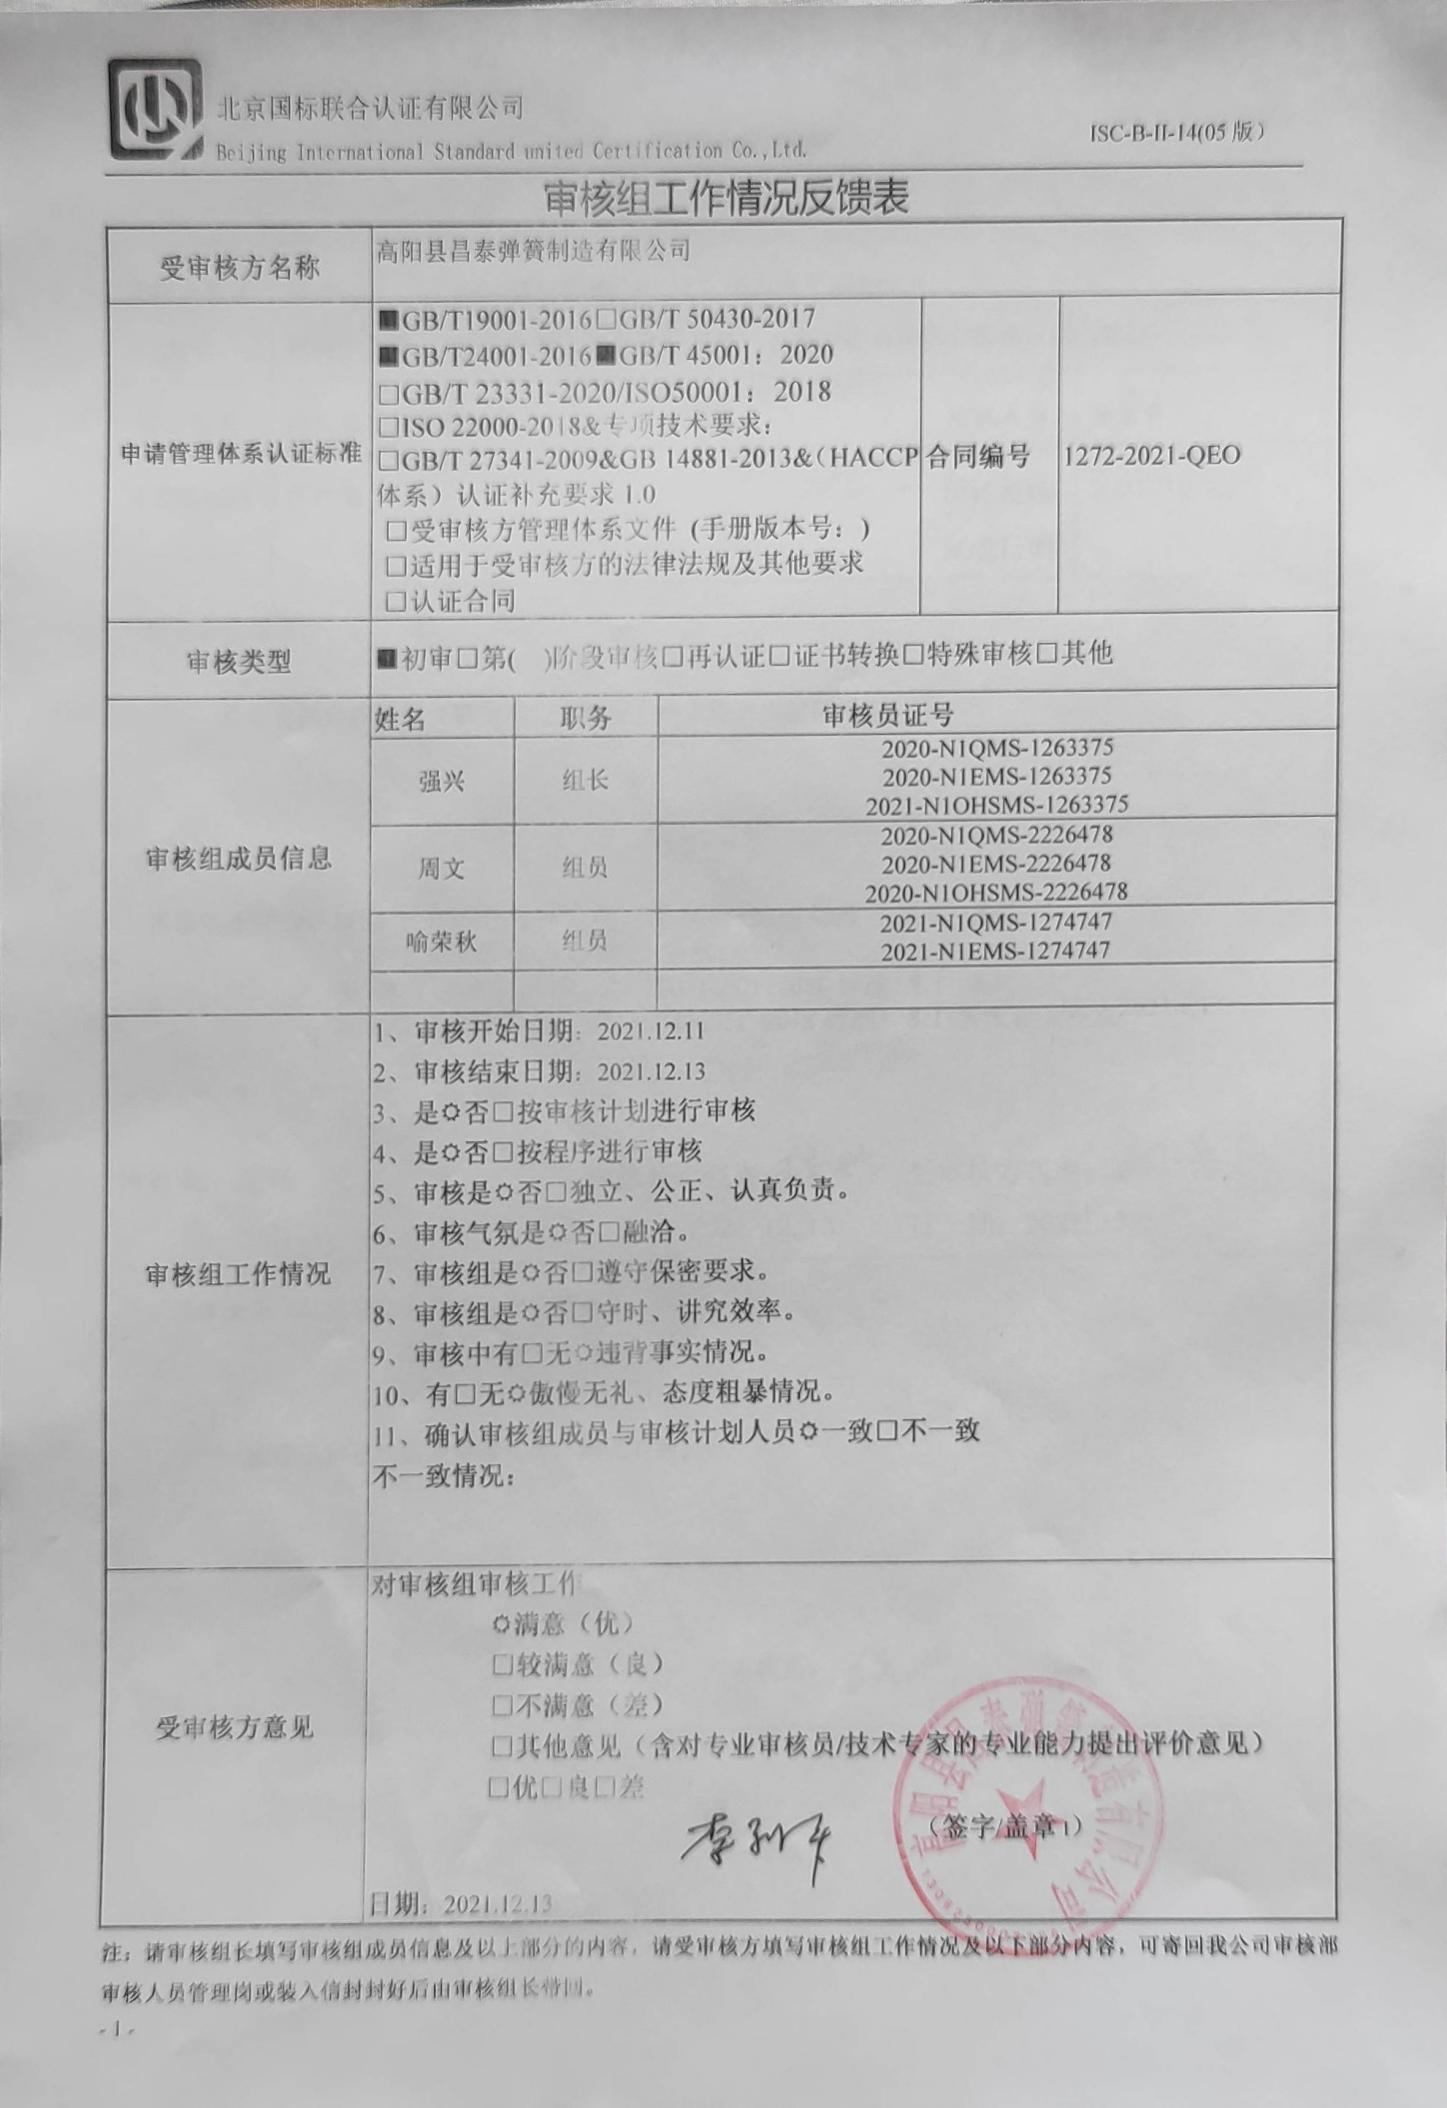 北京国标联合认证有限公司
Beijing International Standard united Certification Co.,Ltd.
ISC-B-II-14(05 版)
审核组工作情况反馈表
受审核方名称
高阳县昌泰弹簧制造有限公司
申请管理体系认证标准
■GB/T19001-2016□GB/T 50430-2017
■GB/T24001-2016■GB/T 45001：2020
□GB/T 23331-2020/ISO50001：2018
□ISO 22000-2018&专项技术要求：
□GB/T 27341-2009&GB 14881-2013&（HACCP
体系）认证补充要求 1.0
□受审核方管理体系文件 (手册版本号：)
□适用于受审核方的法律法规及其他要求
□认证合同
合同编号
1272-2021-QEO
审核类型
■初审□第( )阶段审核□再认证□证书转换□特殊审核□其他
审核组成员信息
姓名 职务 审核员证号
强兴 组长
2020-N1QMS-1263375
2020-N1EMS-1263375
2021-N1OHSMS-1263375
周文 组员
2020-N1QMS-2226478
2020-N1EMS-2226478
2020-N1OHSMS-2226478
喻荣秋 组员
2021-N1QMS-1274747
2021-N1EMS-1274747
审核组工作情况
1、审核开始日期：2021.12.11
2、审核结束日期：2021.12.13
3、是✡否□按审核计划进行审核
4、是✡否□按程序进行审核
5、审核是✡否□独立、公正、认真负责。
6、审核气氛是✡否□融洽。
7、审核组是✡否□遵守保密要求。
8、审核组是✡否□守时、讲究效率。
9、审核中有□无✡违背事实情况。
10、有□无✡傲慢无礼、态度粗暴情况。
11、确认审核组成员与审核计划人员✡一致□不一致
不一致情况：
受审核方意见
对审核组审核工作
✡满意（优）
□较满意（良）
□不满意（差）
□其他意见（含对专业审核员/技术专家的专业能力提出评价意见）
□优□良□差
（签字/盖章）
高阳县昌泰弹簧制造有限公司
日期：2021.12.13
注：请审核组长填写审核组成员信息及以上部分的内容，请受审核方填写审核组工作情况及以下部分内容，可寄回我公司审核部
审核人员管理岗或装入信封封好后由审核组长带回。
- 1 -